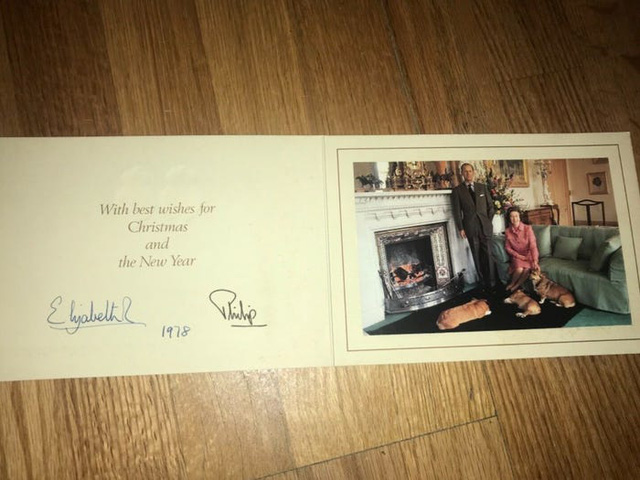 With best wishes for
Christmas
and
the New Year
Elizabeth R
1978
Philip